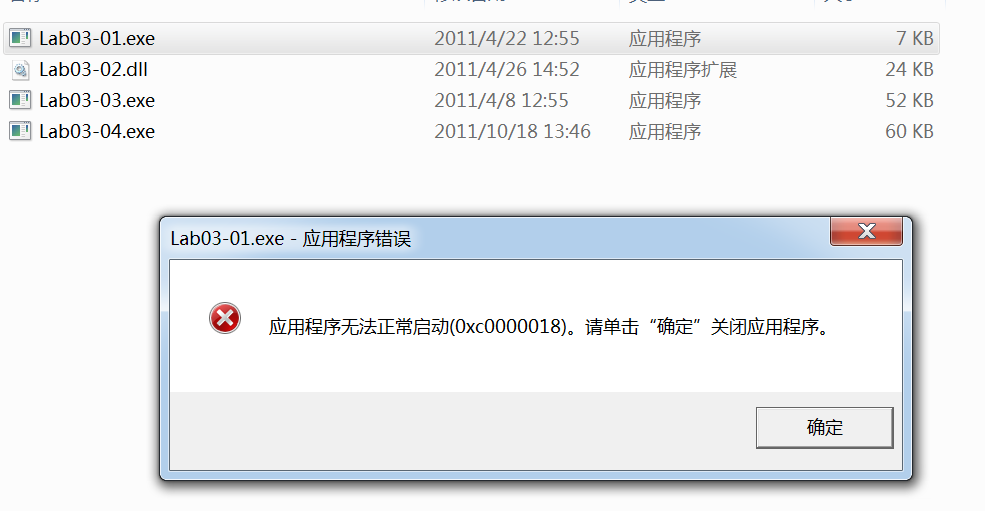 Lab03-01.exe 2011/4/22 12:55 应用程序 7 KB
Lab03-02.dll 2011/4/26 14:52 应用程序扩展 24 KB
Lab03-03.exe 2011/4/8 12:55 应用程序 52 KB
Lab03-04.exe 2011/10/18 13:46 应用程序 60 KB
Lab03-01.exe - 应用程序错误
应用程序无法正常启动(0xc0000018)。请单击“确定”关闭应用程序。
确定